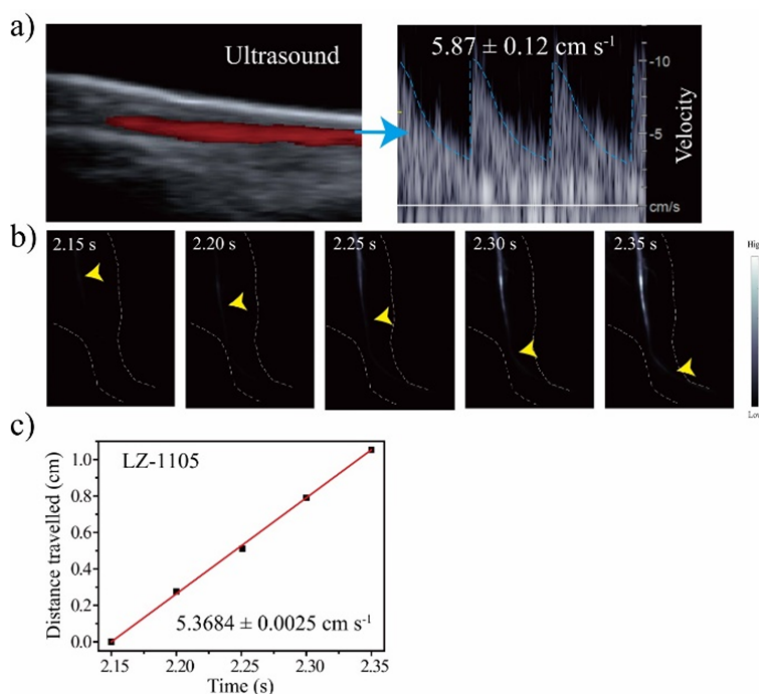 a)
Ultrasound
5.87 ± 0.12 cm s⁻¹
-10
-5
cm/s
Velocity
b)
2.15 s
2.20 s
2.25 s
2.30 s
2.35 s
High
Low
c)
LZ-1105
Distance travelled (cm)
1.0
0.8
0.6
0.4
0.2
0.0
5.3684 ± 0.0025 cm s⁻¹
2.15
2.20
2.25
2.30
2.35
Time (s)